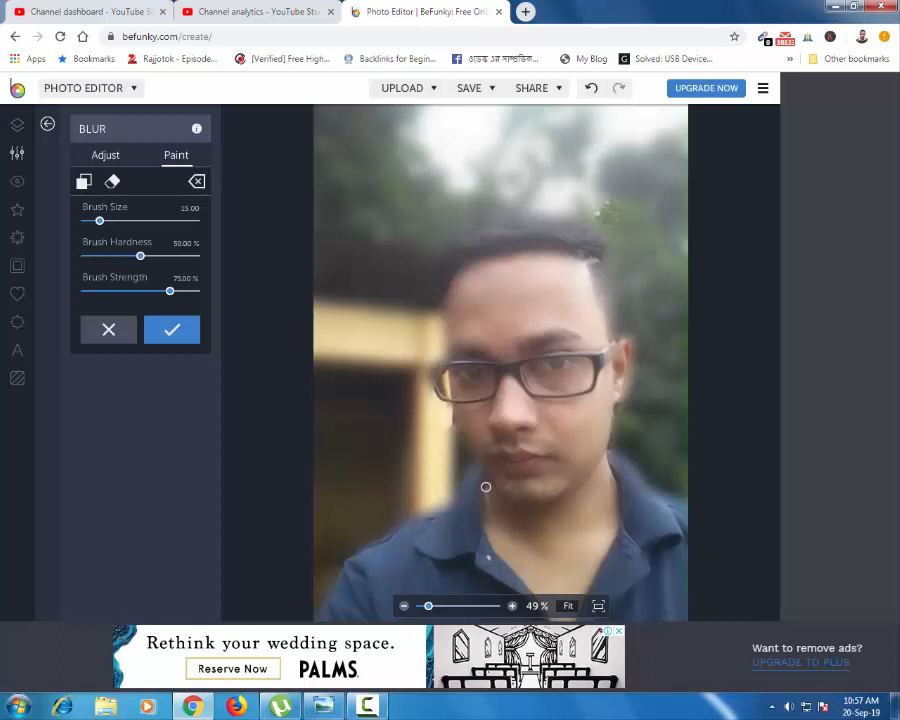 Channel dashboard - YouTube St
Channel analytics - YouTube Stu
Photo Editor | BeFunky: Free Onl
befunky.com/create/
0
1013
Apps
Bookmarks
Rajjotok - Episode...
[Verified] Free High...
Backlinks for Begin...
My Blog
Solved: USB Device...
»
Other bookmarks
PHOTO EDITOR
UPLOAD
SAVE
SHARE
UPGRADE NOW
BLUR
Adjust
Paint
Brush Size
15.00
Brush Hardness
50.00 %
Brush Strength
75.00 %
49 %
Fit
Rethink your wedding space.
Reserve Now
PALMS.
Want to remove ads?
UPGRADE TO PLUS
10:57 AM
20-Sep-19